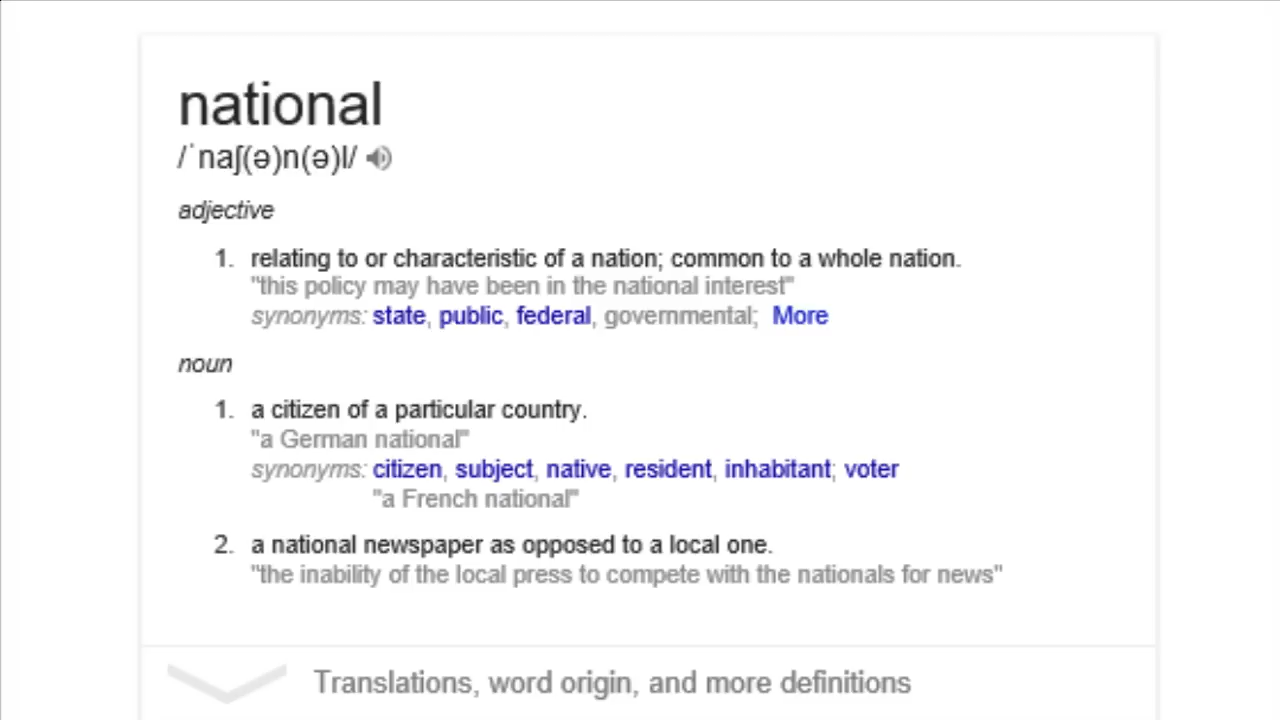 national
/ˈnaʃ(ə)n(ə)l/
adjective
1. relating to or characteristic of a nation; common to a whole nation.
"this policy may have been in the national interest"
synonyms: state, public, federal, governmental; More
noun
1. a citizen of a particular country.
"a German national"
synonyms: citizen, subject, native, resident, inhabitant; voter
"a French national"
2. a national newspaper as opposed to a local one.
"the inability of the local press to compete with the nationals for news"
Translations, word origin, and more definitions